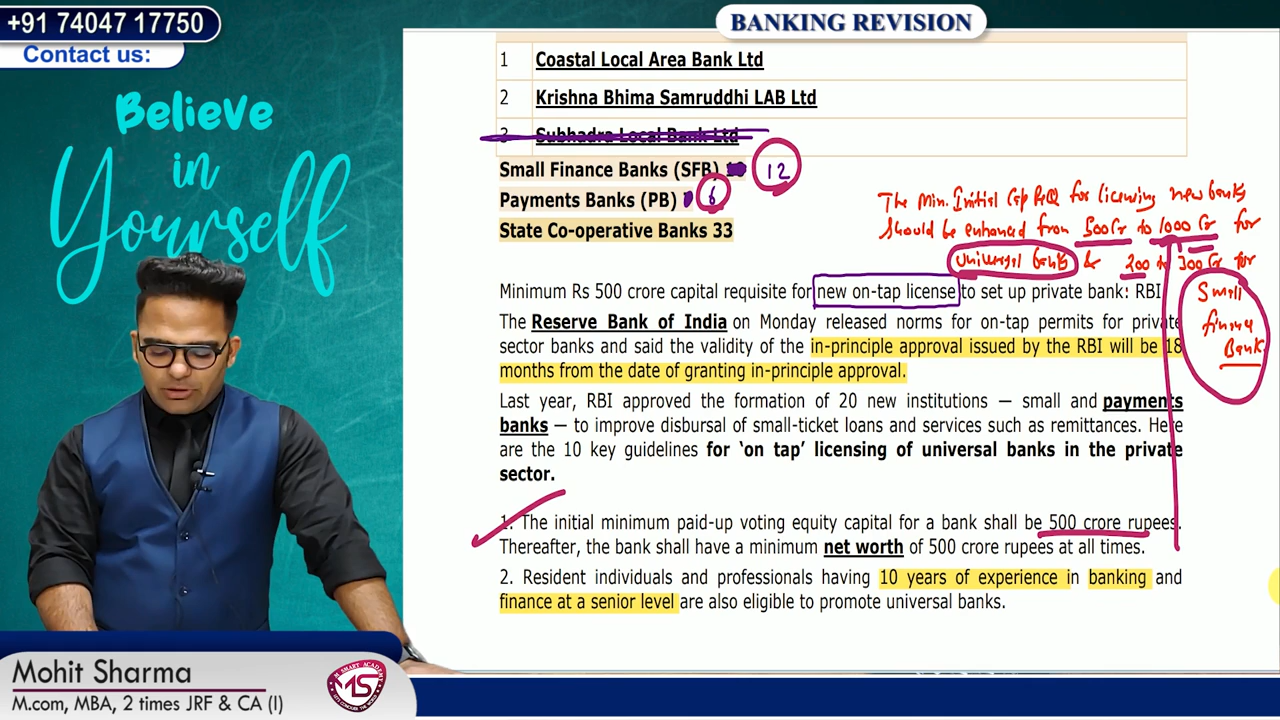 +91 74047 17750
Contact us:
BANKING REVISION
Believe
in
Yourself
1 Coastal Local Area Bank Ltd
2 Krishna Bhima Samruddhi LAB Ltd
3 Subhadra Local Bank Ltd
Small Finance Banks (SFB) 12
Payments Banks (PB) 6
State Co-operative Banks 33
The Min. Initial Cap Req for licensing new banks
should be enhanced from 500 Cr to 1000 Cr for
universal banks & 200 to 300 Cr for
Small
finance
Bank
Minimum Rs 500 crore capital requisite for new on-tap license to set up private bank: RBI
The Reserve Bank of India on Monday released norms for on-tap permits for private
sector banks and said the validity of the in-principle approval issued by the RBI will be 18
months from the date of granting in-principle approval.
Last year, RBI approved the formation of 20 new institutions — small and payments
banks — to improve disbursal of small-ticket loans and services such as remittances. Here
are the 10 key guidelines for ‘on tap’ licensing of universal banks in the private
sector.
1. The initial minimum paid-up voting equity capital for a bank shall be 500 crore rupees.
Thereafter, the bank shall have a minimum net worth of 500 crore rupees at all times.
2. Resident individuals and professionals having 10 years of experience in banking and
finance at a senior level are also eligible to promote universal banks.
Mohit Sharma
M.com, MBA, 2 times JRF & CA (I)
MS